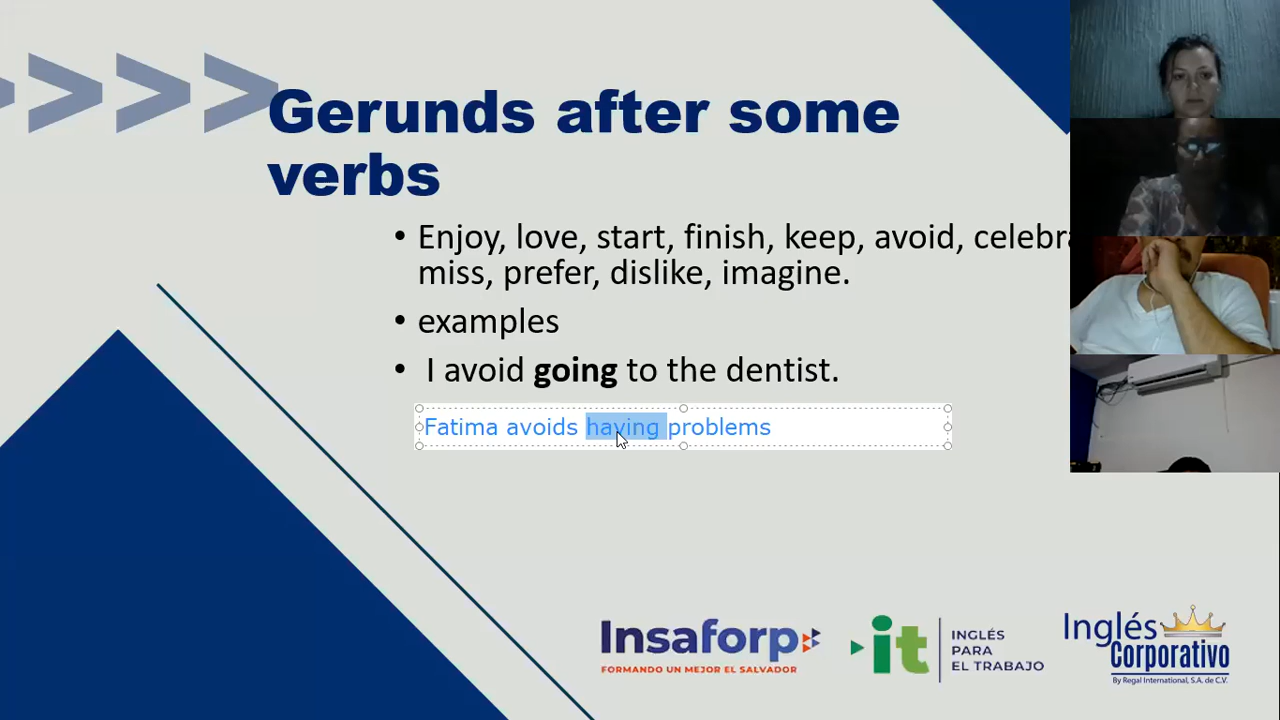 Gerunds after some
verbs
• Enjoy, love, start, finish, keep, avoid, celebra
miss, prefer, dislike, imagine.
• examples
• I avoid going to the dentist.
Fatima avoids having problems
Insaforp
FORMANDO UN MEJOR EL SALVADOR
it
INGLÉS
PARA
EL TRABAJO
Inglés
Corporativo
By Regal International, S.A. de C.V.